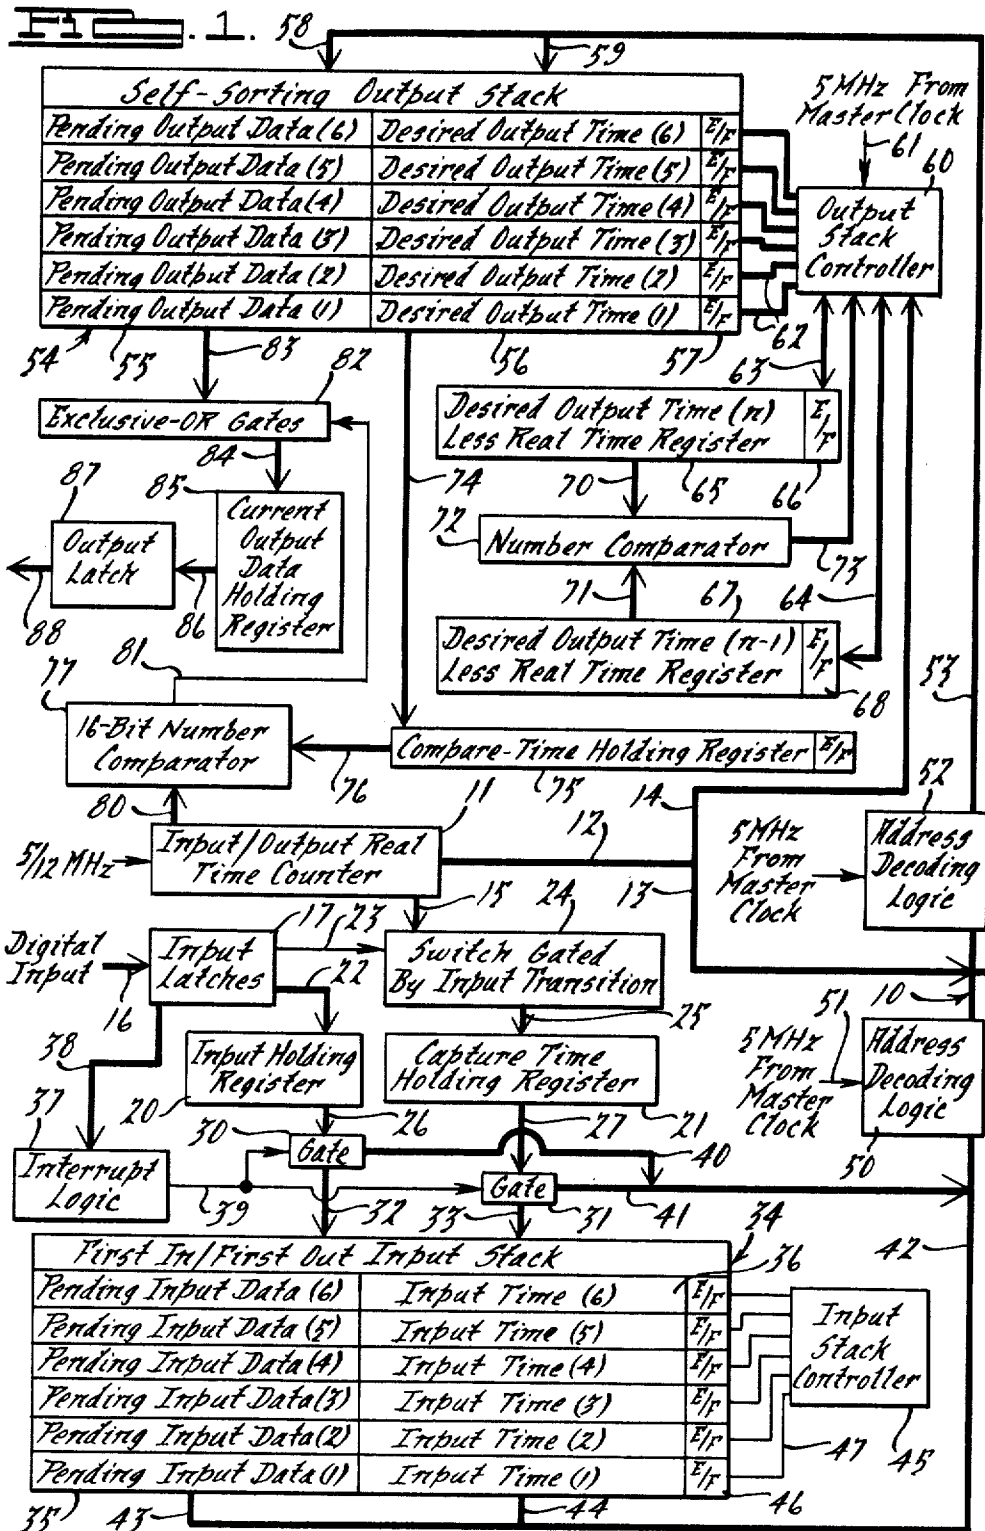 FIG. 1.
58
59
Self-Sorting Output Stack
Pending Output Data (6) Desired Output Time (6) E/F
Pending Output Data (5) Desired Output Time (5) E/F
Pending Output Data (4) Desired Output Time (4) E/F
Pending Output Data (3) Desired Output Time (3) E/F
Pending Output Data (2) Desired Output Time (2) E/F
Pending Output Data (1) Desired Output Time (1) E/F
5 MHz From
Master Clock
61
60
Output
Stack
Controller
54
55
83
56
57
62
82
63
Exclusive-OR Gates
84
74
Desired Output Time (n)
Less Real Time Register
E/F
70
65
66
87
85
Output
Latch
Current
Output
Data
Holding
Register
88
86
72
Number Comparator
73
71
67
64
Desired Output Time (n-1)
Less Real Time Register
E/F
68
53
81
77
16-Bit Number
Comparator
76
Compare-Time Holding Register E/F
75
14
52
80
11
5/12 MHz
Input/Output Real
Time Counter
12
13
5 MHz
From
Master
Clock
Address
Decoding
Logic
15
24
17
23
Digital
Input
16
Input
Latches
22
Switch Gated
By Input Transition
10
25
38
Input Holding
Register
20
26
Capture Time
Holding Register
27
21
51
5 MHz
From
Master
Clock
Address
Decoding
Logic
50
37
30
Gate
40
Interrupt
Logic
39
32
Gate
33
31
41
34
42
First In/First Out Input Stack
36
Pending Input Data (6) Input Time (6) E/F
Pending Input Data (5) Input Time (5) E/F
Pending Input Data (4) Input Time (4) E/F
Pending Input Data (3) Input Time (3) E/F
Pending Input Data (2) Input Time (2) E/F
Pending Input Data (1) Input Time (1) E/F
Input
Stack
Controller
47
45
35
43
44
46